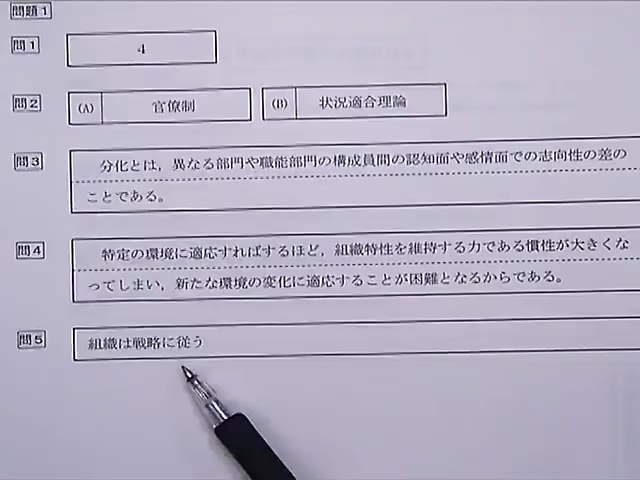 問題1
問1 4
問2 (A) 官僚制 (B) 状況適合理論
問3 分化とは，異なる部門や職能部門の構成員間の認知面や感情面での志向性の差の
ことである。
問4 特定の環境に適応すればするほど，組織特性を維持する力である慣性が大きくな
ってしまい，新たな環境の変化に適応することが困難となるからである。
問5 組織は戦略に従う